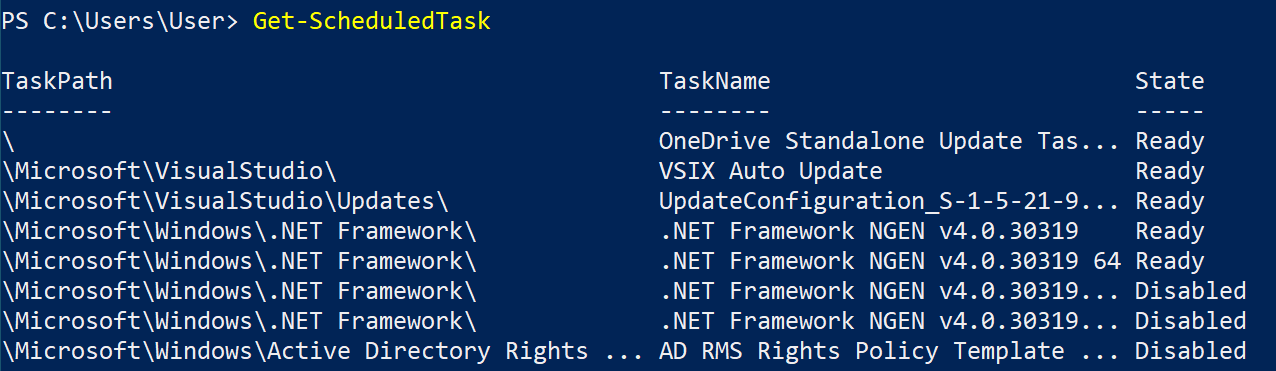 PS C:\Users\User> Get-ScheduledTask
TaskPath TaskName State
-------- -------- -----
\ OneDrive Standalone Update Tas... Ready
\Microsoft\VisualStudio\ VSIX Auto Update Ready
\Microsoft\VisualStudio\Updates\ UpdateConfiguration_S-1-5-21-9... Ready
\Microsoft\Windows\.NET Framework\ .NET Framework NGEN v4.0.30319 Ready
\Microsoft\Windows\.NET Framework\ .NET Framework NGEN v4.0.30319 64 Ready
\Microsoft\Windows\.NET Framework\ .NET Framework NGEN v4.0.30319... Disabled
\Microsoft\Windows\.NET Framework\ .NET Framework NGEN v4.0.30319... Disabled
\Microsoft\Windows\Active Directory Rights ... AD RMS Rights Policy Template ... Disabled